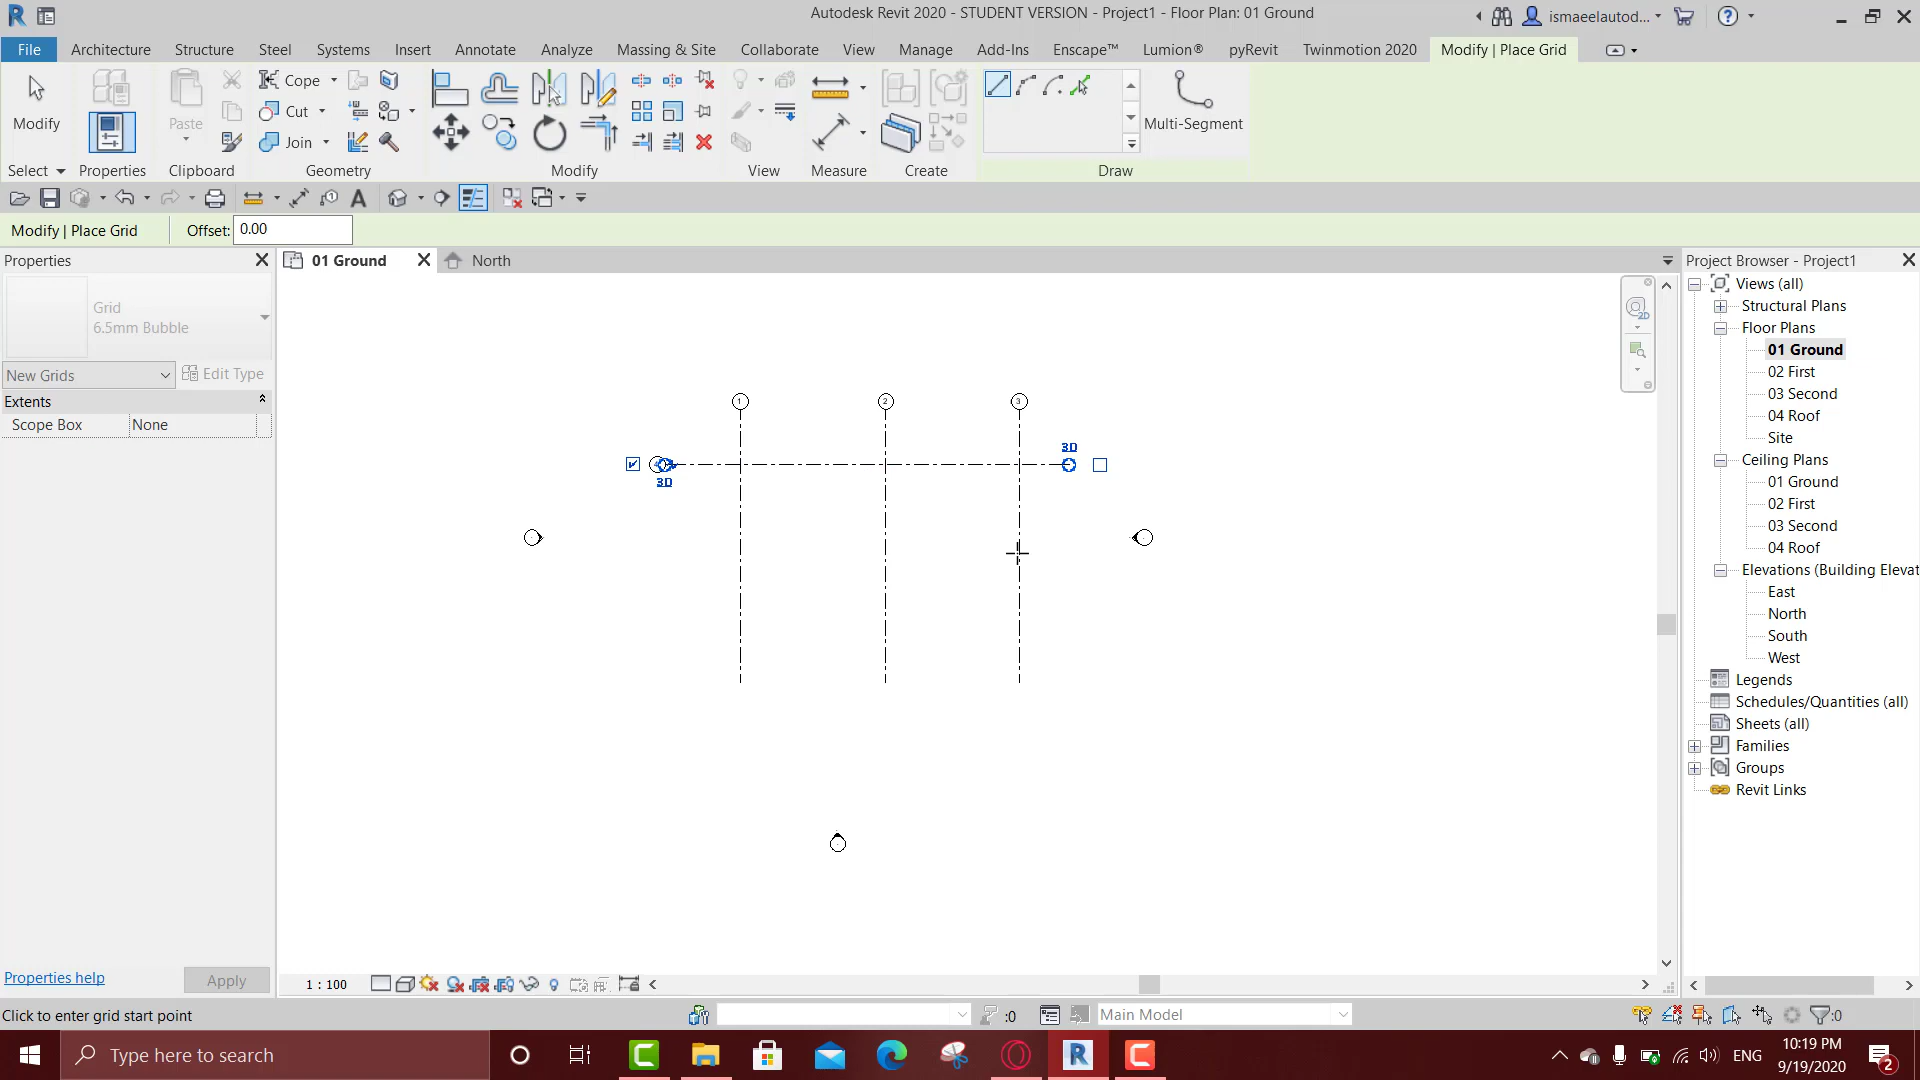 Autodesk Revit 2020 - STUDENT VERSION - Project1 - Floor Plan: 01 Ground
ismaeelautod...
File Architecture Structure Steel Systems Insert Annotate Analyze Massing & Site Collaborate View Manage Add-Ins Enscape™ Lumion® pyRevit Twinmotion 2020 Modify | Place Grid
Modify
Paste
Cope
Cut
Join
Multi-Segment
Select Properties Clipboard Geometry Modify View Measure Create Draw
Modify | Place Grid Offset: 0.00
Properties
01 Ground
North
Project Browser - Project1
Grid
6.5mm Bubble
New Grids
Edit Type
Extents
Scope Box None
1
2
3
3D
3D
Views (all)
Structural Plans
Floor Plans
01 Ground
02 First
03 Second
04 Roof
Site
Ceiling Plans
01 Ground
02 First
03 Second
04 Roof
Elevations (Building Elevat
East
North
South
West
Legends
Schedules/Quantities (all)
Sheets (all)
Families
Groups
Revit Links
Properties help
Apply
1 : 100
Click to enter grid start point
:0
Main Model
:0
Type here to search
ENG
10:19 PM
9/19/2020
2